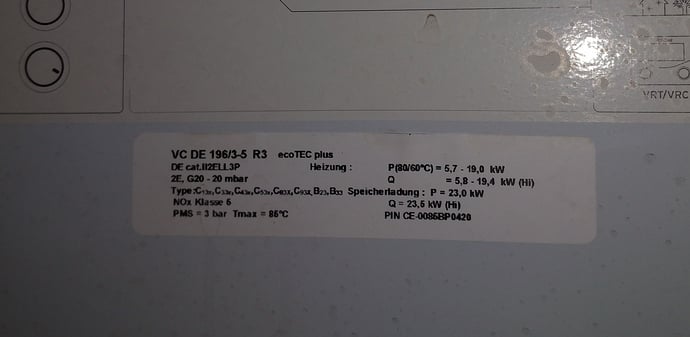 VRT/VRC
VC DE 196/3-5 R3 ecoTEC plus
DE cat.II2ELL3P Heizung : P(80/60°C) = 5,7 - 19,0 kW
2E, G20 - 20 mbar Q = 5,8 - 19,4 kW (Hi)
Type:C13x,C33x,C43x,C53x,C83X,C93X,B23,B33 Speicherladung : P = 23,0 kW
NOx Klasse 5 Q = 23,5 kW (Hi)
PMS = 3 bar Tmax = 85°C PIN CE-0085BP0420